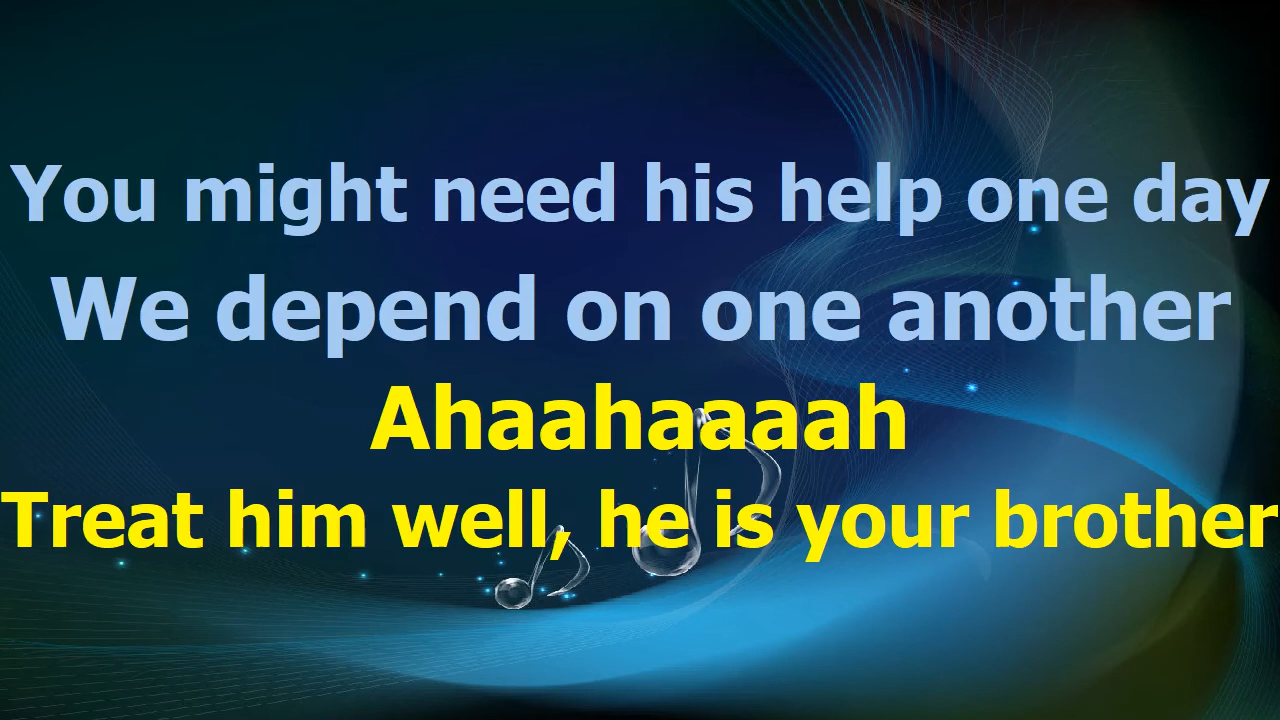 You might need his help one day
We depend on one another
Ahaahaaaah
Treat him well, he is your brother